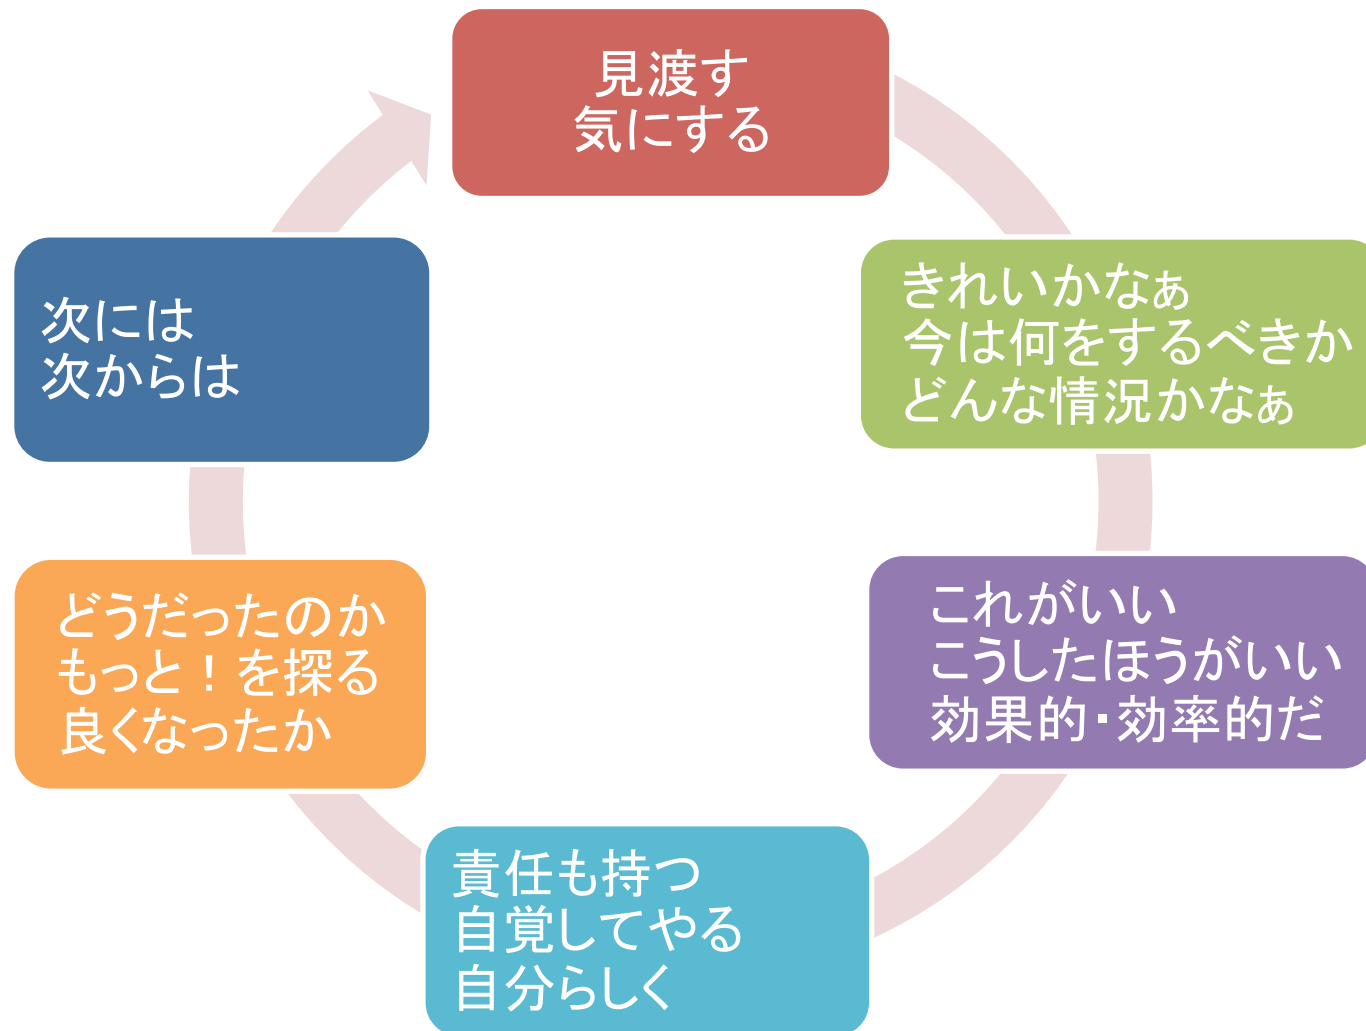 見渡す
気にする
きれいかなぁ
今は何をするべきか
どんな情況かなぁ
これがいい
こうしたほうがいい
効果的・効率的だ
責任も持つ
自覚してやる
自分らしく
どうだったのか
もっと！を探る
良くなったか
次には
次からは